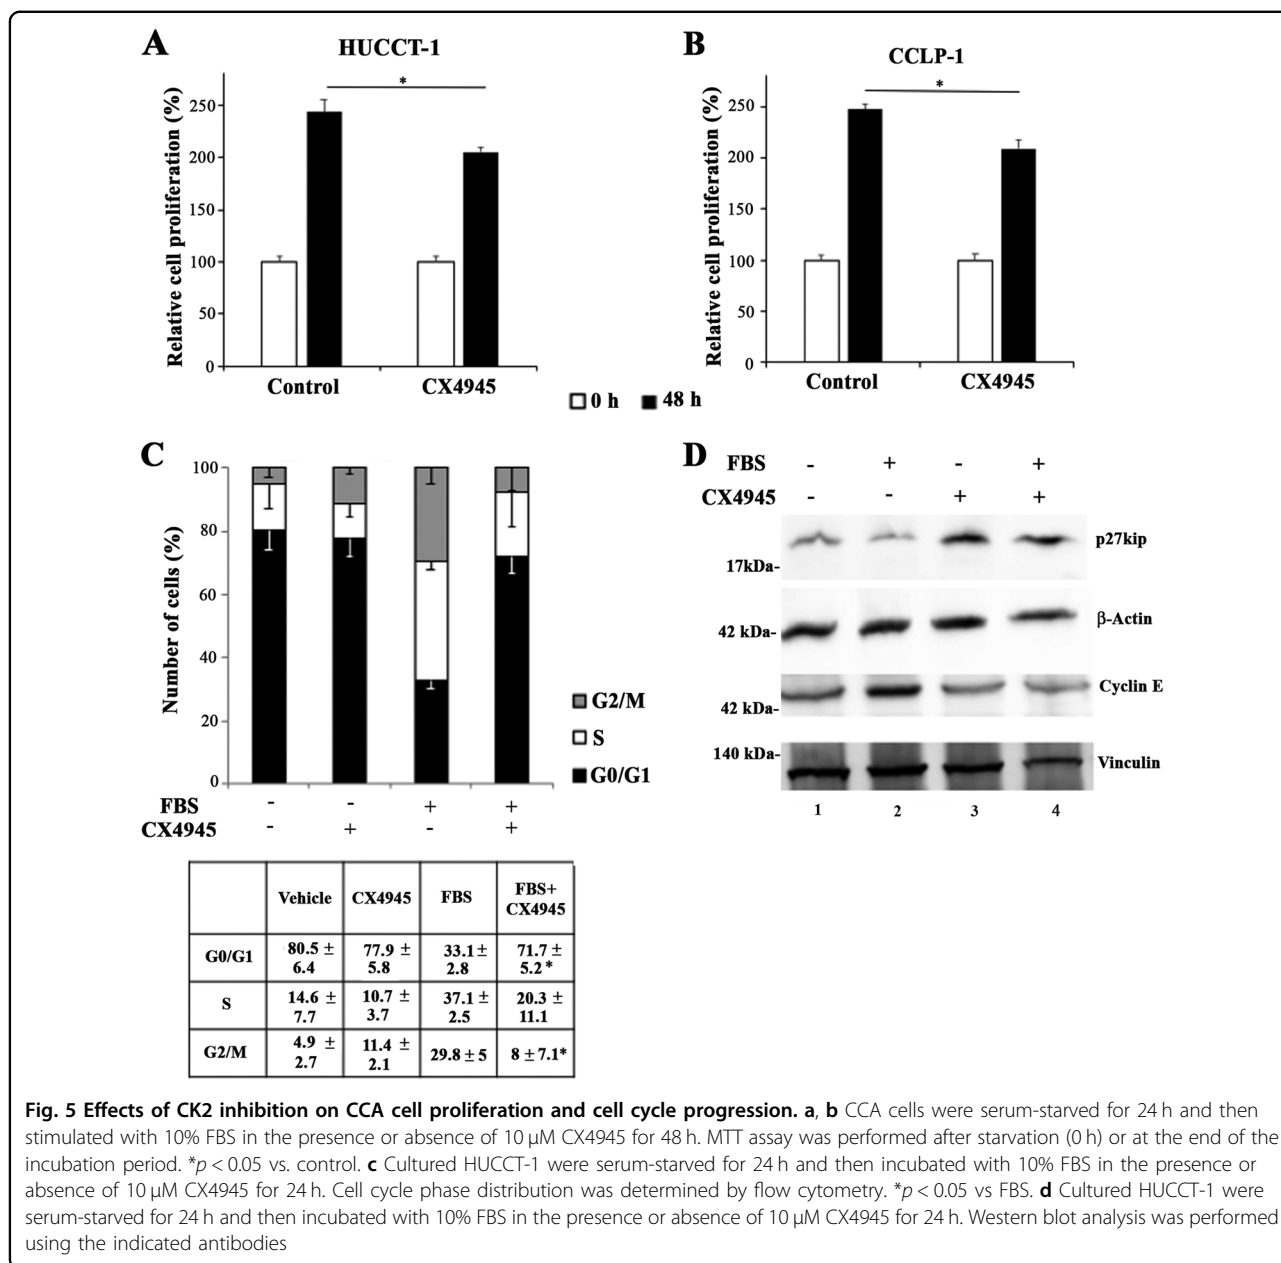 A
HUCCT-1
Relative cell proliferation (%)
250
200
150
100
50
0
*
Control
CX4945
B
CCLP-1
Relative cell proliferation (%)
250
200
150
100
50
0
*
Control
CX4945
0 h 48 h
C
Number of cells (%)
100
80
60
40
20
0
G2/M
S
G0/G1
FBS - - + +
CX4945 - + - +
Vehicle CX4945 FBS FBS+ CX4945
G0/G1 80.5 ± 6.4 77.9 ± 5.8 33.1 ± 2.8 71.7 ± 5.2 *
S 14.6 ± 7.7 10.7 ± 3.7 37.1 ± 2.5 20.3 ± 11.1
G2/M 4.9 ± 2.7 11.4 ± 2.1 29.8 ± 5 8 ± 7.1*
D
FBS - + - +
CX4945 - - + +
p27kip
17kDa-
β-Actin
42 kDa-
Cyclin E
42 kDa-
140 kDa-
Vinculin
1 2 3 4
Fig. 5 Effects of CK2 inhibition on CCA cell proliferation and cell cycle progression. a, b CCA cells were serum-starved for 24 h and then
stimulated with 10% FBS in the presence or absence of 10 µM CX4945 for 48 h. MTT assay was performed after starvation (0 h) or at the end of the
incubation period. *p < 0.05 vs. control. c Cultured HUCCT-1 were serum-starved for 24 h and then incubated with 10% FBS in the presence or
absence of 10 µM CX4945 for 24 h. Cell cycle phase distribution was determined by flow cytometry. *p < 0.05 vs FBS. d Cultured HUCCT-1 were
serum-starved for 24 h and then incubated with 10% FBS in the presence or absence of 10 µM CX4945 for 24 h. Western blot analysis was performed
using the indicated antibodies